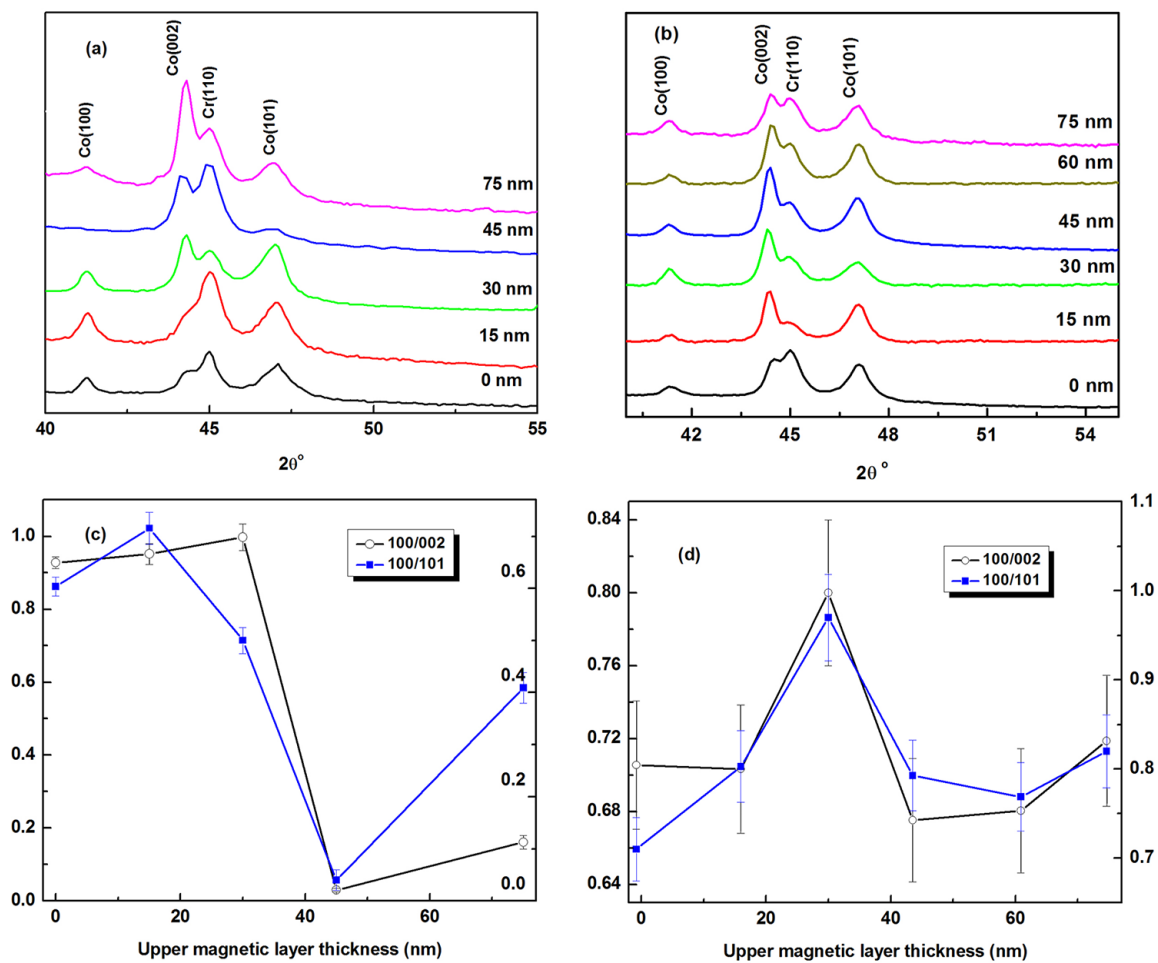 (a)
Co(100)
Co(002)
Cr(110)
Co(101)
75 nm
45 nm
30 nm
15 nm
0 nm
40 45 50 55
2θ°
(b)
Co(100)
Co(002)
Cr(110)
Co(101)
75 nm
60 nm
45 nm
30 nm
15 nm
0 nm
42 45 48 51 54
2θ°
(c)
100/002
100/101
1.0
0.8
0.6
0.4
0.2
0.0
0.6
0.4
0.2
0.0
0 20 40 60
Upper magnetic layer thickness (nm)
(d)
100/002
100/101
0.84
0.80
0.76
0.72
0.68
0.64
1.1
1.0
0.9
0.8
0.7
0 20 40 60
Upper magnetic layer thickness (nm)